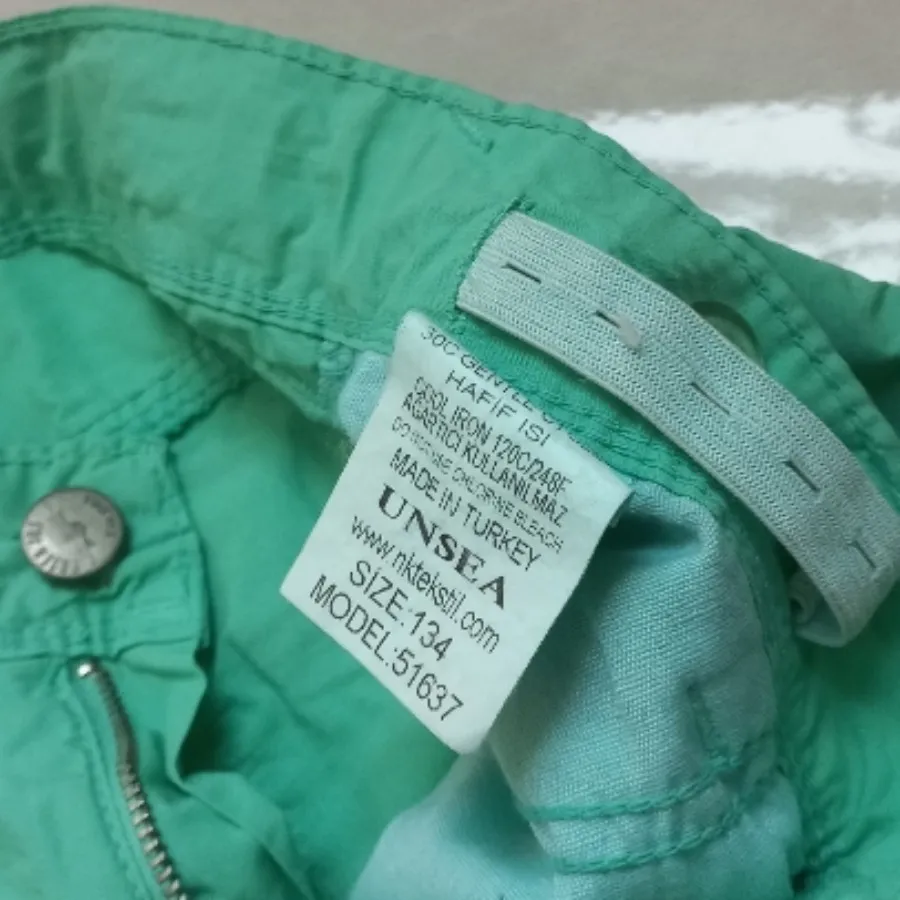 30C GENTLE
HAFİF ISI
COOL IRON 120C/248F
AGARTICI KULLANILMAZ
DO NOT USE CHLORINE BLEACH
MADE IN TURKEY
UNSEA
www.nktekstil.com
SIZE:134
MODEL:51637